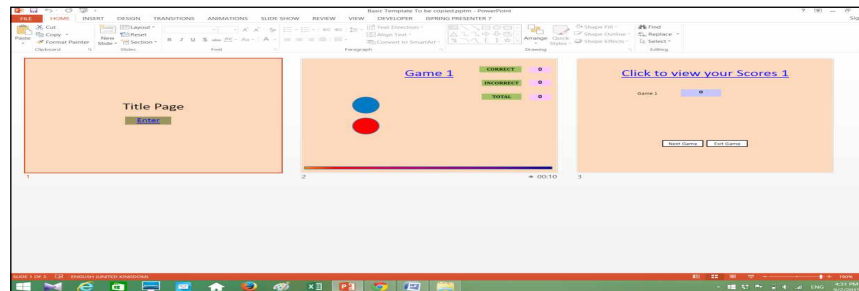 Basic Template To be copied.pptm - PowerPoint
FILE HOME INSERT DESIGN TRANSITIONS ANIMATIONS SLIDE SHOW REVIEW VIEW DEVELOPER ISPRING PRESENTER 7
Paste
Cut
Copy
Format Painter
Clipboard
New Slide
Layout
Reset
Section
Slides
Font
Text Direction
Align Text
Convert to SmartArt
Paragraph
Arrange
Quick Styles
Shape Fill
Shape Outline
Shape Effects
Drawing
Find
Replace
Select
Editing
Title Page
Enter
1
Game 1
CORRECT 0
INCORRECT 0
TOTAL 0
2
00:10
Click to view your Scores 1
Game 1 0
Next Game Exit Game
3
SLIDE 1 OF 3 ENGLISH (UNITED KINGDOM)
100%
ENG
4:31 PM